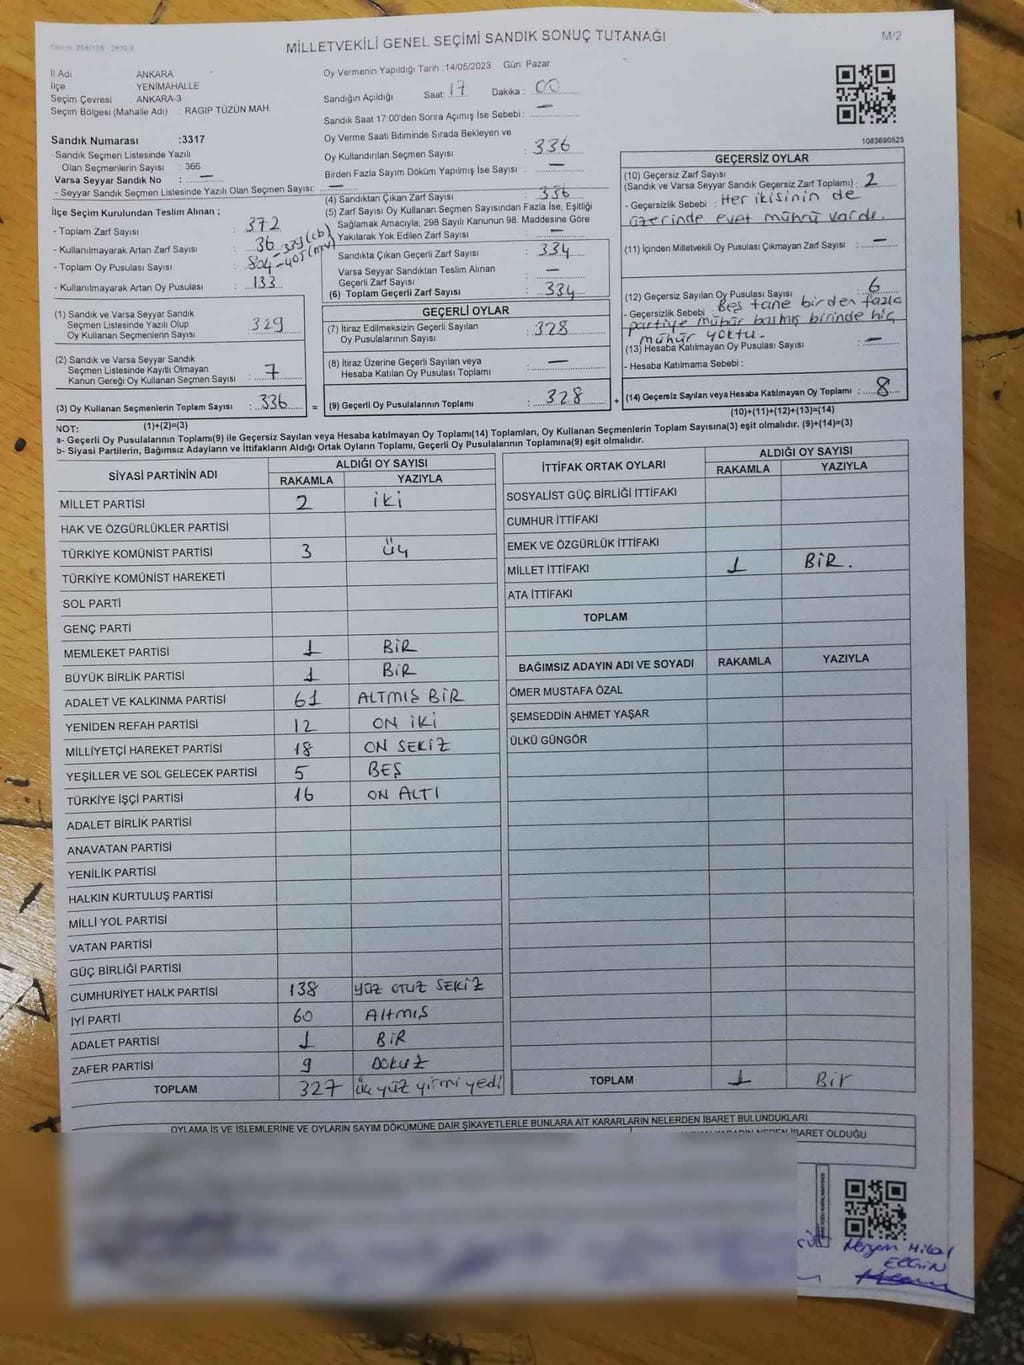 MİLLETVEKİLİ GENEL SEÇİMİ SANDIK SONUÇ TUTANAĞI
M/2
İl Adı ANKARA
İlçe YENİMAHALLE
Seçim Çevresi ANKARA-3
Seçim Bölgesi (Mahalle Adı) : RAGIP TÜZÜN MAH.
Sandık Numarası :3317
- Sandık Seçmen Listesinde Yazılı
Olan Seçmenlerin Sayısı : 366
Varsa Seyyar Sandık No : —
- Seyyar Sandık Seçmen Listesinde Yazılı Olan Seçmen Sayısı: —
İlçe Seçim Kurulundan Teslim Alınan ;
- Toplam Zarf Sayısı : 372
- Kullanılmayarak Artan Zarf Sayısı : 36
- Toplam Oy Pusulası Sayısı :
- Kullanılmayarak Artan Oy Pusulası : 133
(1) Sandık ve Varsa Seyyar Sandık
Seçmen Listesinde Yazılı Olup
Oy Kullanan Seçmenlerin Sayısı : 329
(2) Sandık ve Varsa Seyyar Sandık
Seçmen Listesinde Kayıtlı Olmayan
Kanun Gereği Oy Kullanan Seçmen Sayısı : 7
(3) Oy Kullanan Seçmenlerin Toplam Sayısı : 336
(1)+(2)=(3)
Oy Vermenin Yapıldığı Tarih : 14/05/2023 Gün: Pazar
Sandığın Açıldığı Saat: 17 Dakika : 00
Sandık Saat 17:00'den Sonra Açılmış İse Sebebi : —
Oy Verme Saati Bitiminde Sırada Bekleyen ve
Oy Kullandırılan Seçmen Sayısı : 336
Birden Fazla Sayım Döküm Yapılmış İse Sayısı : —
(4) Sandıktan Çıkan Zarf Sayısı : 336
(5) Zarf Sayısı Oy Kullanan Seçmen Sayısından Fazla İse, Eşitliği
Sağlamak Amacıyla; 298 Sayılı Kanunun 98. Maddesine Göre
Yakılarak Yok Edilen Zarf Sayısı : —
Sandıkta Çıkan Geçerli Zarf Sayısı : 334
Varsa Seyyar Sandıktan Teslim Alınan
Geçerli Zarf Sayısı : —
(6) Toplam Geçerli Zarf Sayısı : 334
GEÇERLİ OYLAR
(7) İtiraz Edilmeksizin Geçerli Sayılan
Oy Pusulalarının Sayısı : 328
(8) İtiraz Üzerine Geçerli Sayılan veya
Hesaba Katılan Oy Pusulası Toplamı : —
= (9) Geçerli Oy Pusulalarının Toplamı : 328 +
1083690523
GEÇERSİZ OYLAR
(10) Geçersiz Zarf Sayısı
(Sandık ve Varsa Seyyar Sandık Geçersiz Zarf Toplamı) : 2
- Geçersizlik Sebebi : Her ikisinin de
üzerinde evet mührü vardı.
(11) İçinden Milletvekili Oy Pusulası Çıkmayan Zarf Sayısı : —
(12) Geçersiz Sayılan Oy Pusulası Sayısı : 6
- Geçersizlik Sebebi : Beş tane birden fazla
partiye mühür basmış birinde hiç
mühür yoktu.
(13) Hesaba Katılmayan Oy Pusulası Sayısı : —
- Hesaba Katılmama Sebebi :
(14) Geçersiz Sayılan veya Hesaba Katılmayan Oy Toplamı : 8
(10)+(11)+(12)+(13)=(14)
NOT:
a- Geçerli Oy Pusulalarının Toplamı(9) ile Geçersiz Sayılan veya Hesaba katılmayan Oy Toplamı(14) Toplamları, Oy Kullanan Seçmenlerin Toplam Sayısına(3) eşit olmalıdır. (9)+(14)=(3)
b- Siyasi Partilerin, Bağımsız Adayların ve İttifakların Aldığı Ortak Oyların Toplamı, Geçerli Oy Pusulalarının Toplamına(9) eşit olmalıdır.
SİYASİ PARTİNİN ADI ALDIĞI OY SAYISI
RAKAMLA YAZIYLA
MİLLET PARTİSİ 2 iki
HAK VE ÖZGÜRLÜKLER PARTİSİ
TÜRKİYE KOMÜNİST PARTİSİ 3 üç
TÜRKİYE KOMÜNİST HAREKETİ
SOL PARTİ
GENÇ PARTİ
MEMLEKET PARTİSİ 1 BİR
BÜYÜK BİRLİK PARTİSİ 1 BİR
ADALET VE KALKINMA PARTİSİ 61 ALTMIŞ BİR
YENİDEN REFAH PARTİSİ 12 ON İKİ
MİLLİYETÇİ HAREKET PARTİSİ 18 ON SEKİZ
YEŞİLLER VE SOL GELECEK PARTİSİ 5 BEŞ
TÜRKİYE İŞÇİ PARTİSİ 16 ON ALTI
ADALET BİRLİK PARTİSİ
ANAVATAN PARTİSİ
YENİLİK PARTİSİ
HALKIN KURTULUŞ PARTİSİ
MİLLİ YOL PARTİSİ
VATAN PARTİSİ
GÜÇ BİRLİĞİ PARTİSİ
CUMHURİYET HALK PARTİSİ 138 YÜZ OTUZ SEKİZ
İYİ PARTİ 60 ALTMIŞ
ADALET PARTİSİ 1 BİR
ZAFER PARTİSİ 9 DOKUZ
TOPLAM 327 üç yüz yirmi yedi
İTTİFAK ORTAK OYLARI ALDIĞI OY SAYISI
RAKAMLA YAZIYLA
SOSYALİST GÜÇ BİRLİĞİ İTTİFAKI
CUMHUR İTTİFAKI
EMEK VE ÖZGÜRLÜK İTTİFAKI
MİLLET İTTİFAKI 1 BİR.
ATA İTTİFAKI
TOPLAM
BAĞIMSIZ ADAYIN ADI VE SOYADI RAKAMLA YAZIYLA
ÖMER MUSTAFA ÖZAL
ŞEMSEDDİN AHMET YAŞAR
ÜLKÜ GÜNGÖR
TOPLAM 1 Bir
OYLAMA İŞ VE İŞLEMLERİNE VE OYLARIN SAYIM DÖKÜMÜNE DAİR ŞİKAYETLERLE BUNLARA AİT KARARLARIN NELERDEN İBARET BULUNDUKLARI
İBARET OLDUĞU